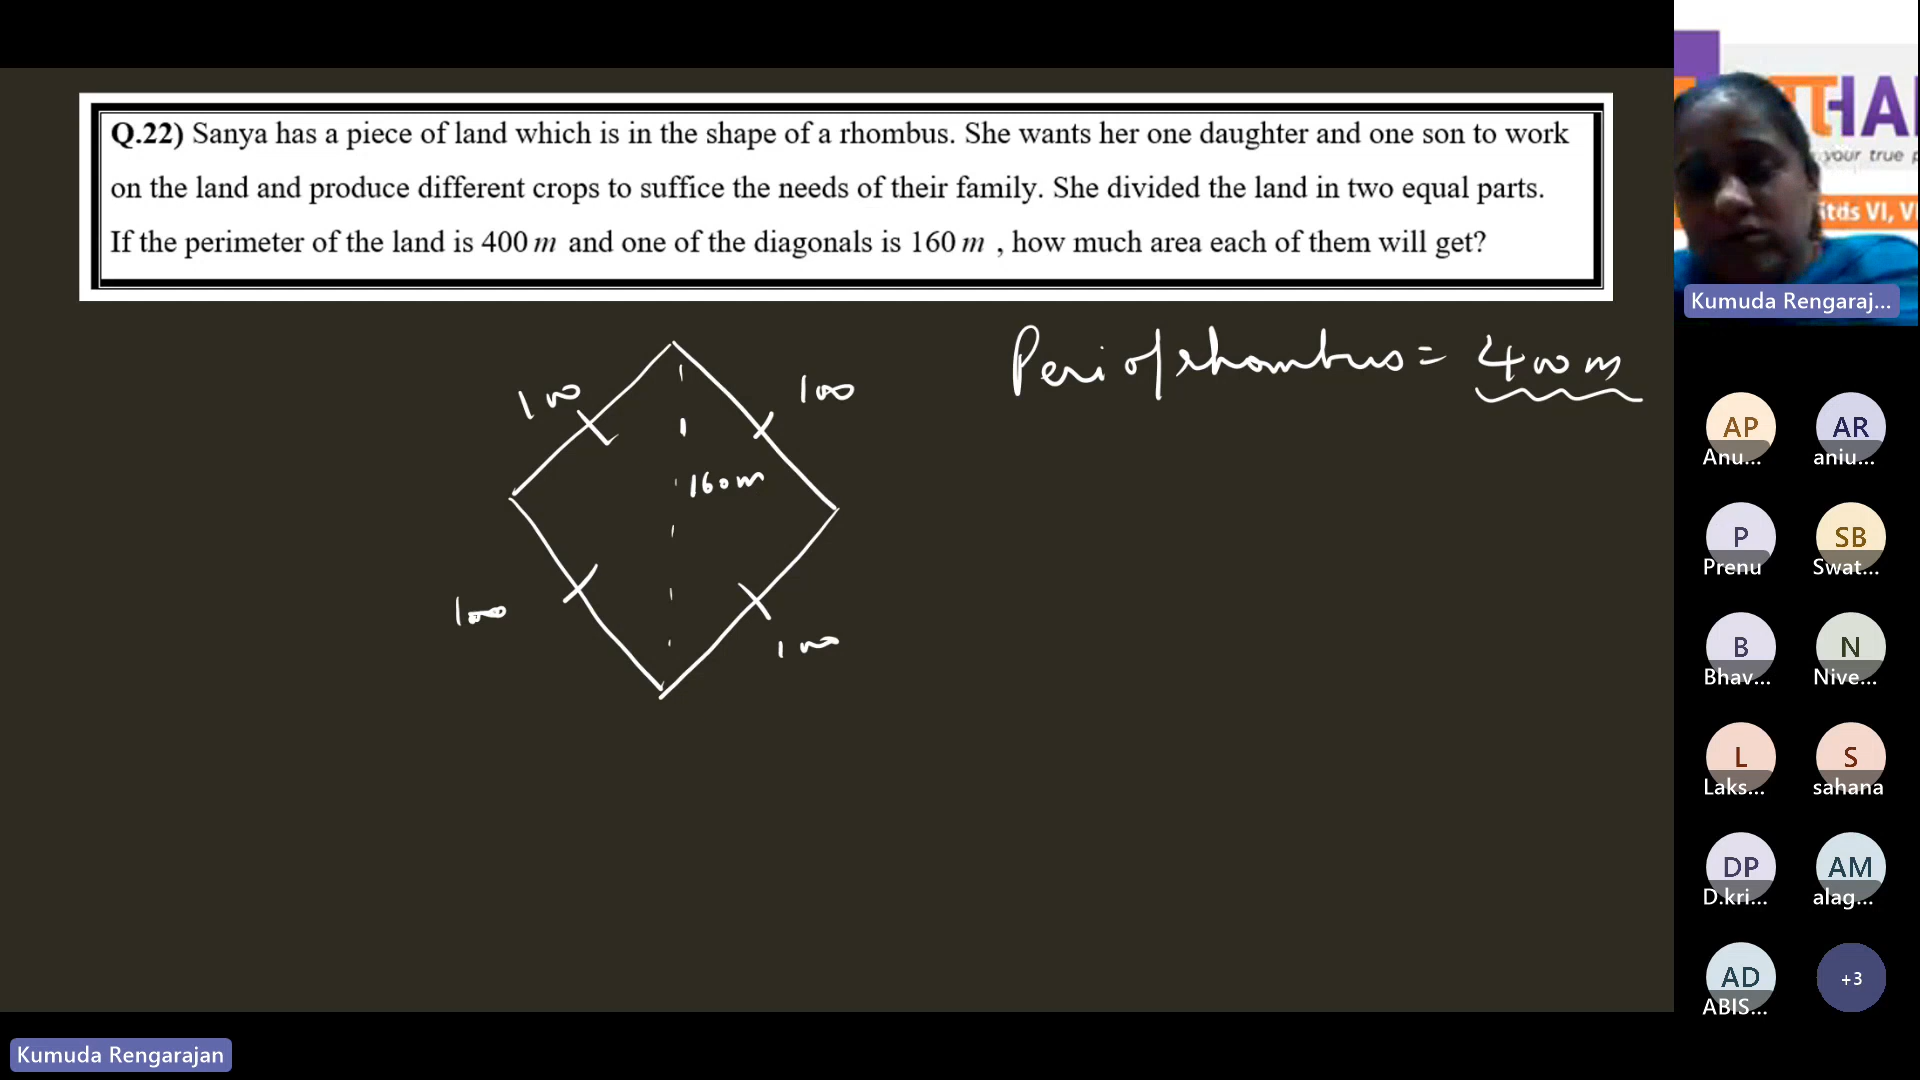 Q.22) Sanya has a piece of land which is in the shape of a rhombus. She wants her one daughter and one son to work
on the land and produce different crops to suffice the needs of their family. She divided the land in two equal parts.
If the perimeter of the land is 400 m and one of the diagonals is 160 m , how much area each of them will get?
Peri of rhombus = 400 m
100
100
160m
100
100
HA
your true p
itds VI, V
Kumuda Rengaraj...
AP
Anu...
AR
aniu...
P
Prenu
SB
Swat...
B
Bhav...
N
Nive...
L
Laks...
S
sahana
DP
D.kri...
AM
alag...
AD
ABIS...
+3
Kumuda Rengarajan